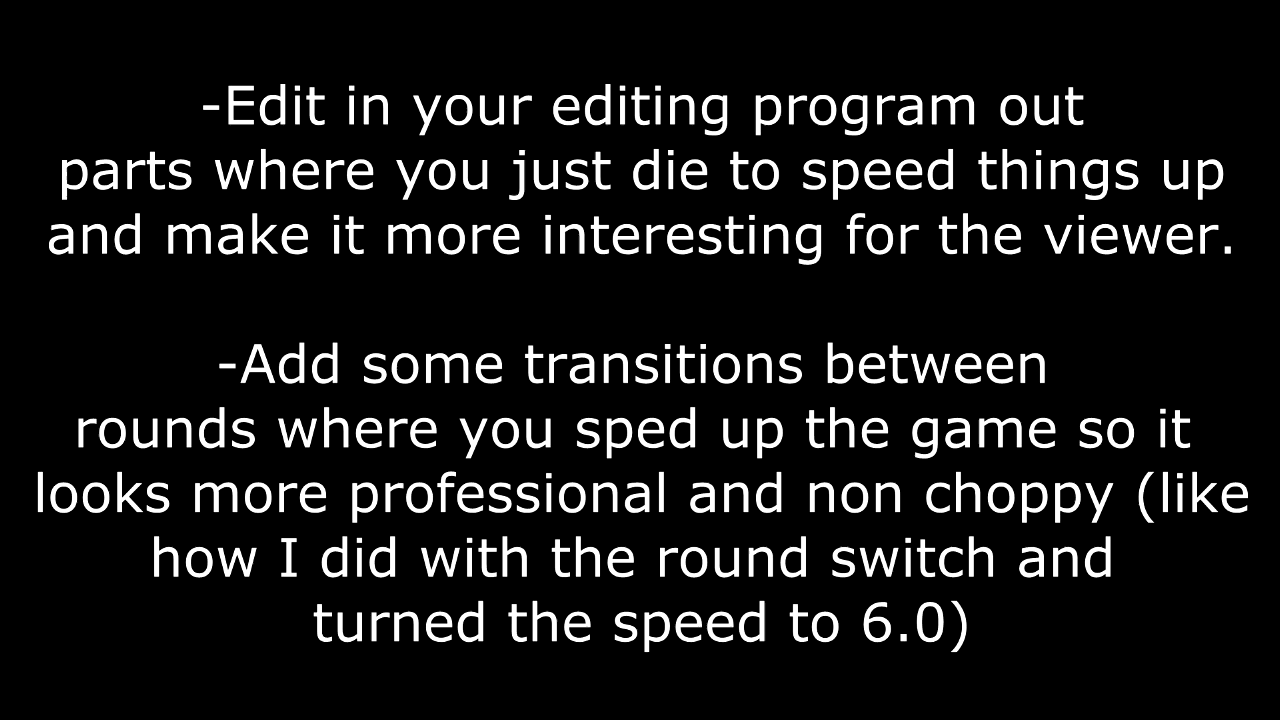 -Edit in your editing program out
parts where you just die to speed things up
and make it more interesting for the viewer.
-Add some transitions between
rounds where you sped up the game so it
looks more professional and non choppy (like
how I did with the round switch and
turned the speed to 6.0)